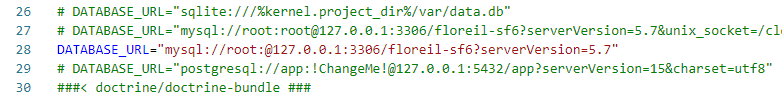 26 # DATABASE_URL="sqlite:///%kernel.project_dir%/var/data.db"
27 # DATABASE_URL="mysql://root:root@127.0.0.1:3306/floreil-sf6?serverVersion=5.7&unix_socket=/clo
28 DATABASE_URL="mysql://root:@127.0.0.1:3306/floreil-sf6?serverVersion=5.7"
29 # DATABASE_URL="postgresql://app:!ChangeMe!@127.0.0.1:5432/app?serverVersion=15&charset=utf8"
30 ###< doctrine/doctrine-bundle ###